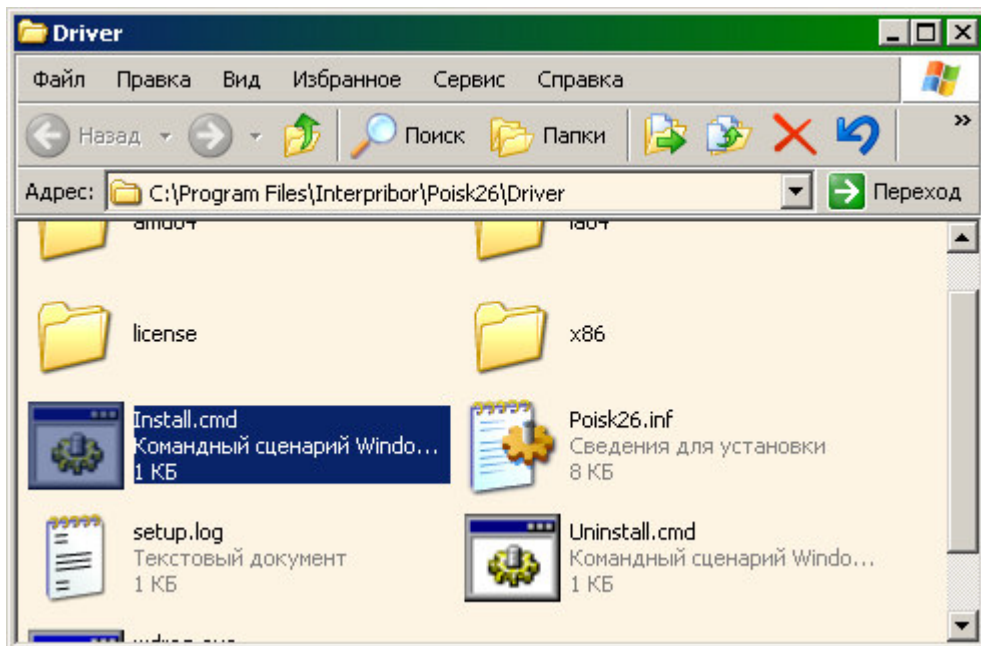 Driver
Файл Правка Вид Избранное Сервис Справка
Назад Поиск Папки »
Адрес: C:\Program Files\Interpribor\Poisk26\Driver Переход
amd64 ia64
license x86
Install.cmd
Командный сценарий Windo...
1 КБ
Poisk26.inf
Сведения для установки
8 КБ
setup.log
Текстовый документ
1 КБ
Uninstall.cmd
Командный сценарий Windo...
1 КБ